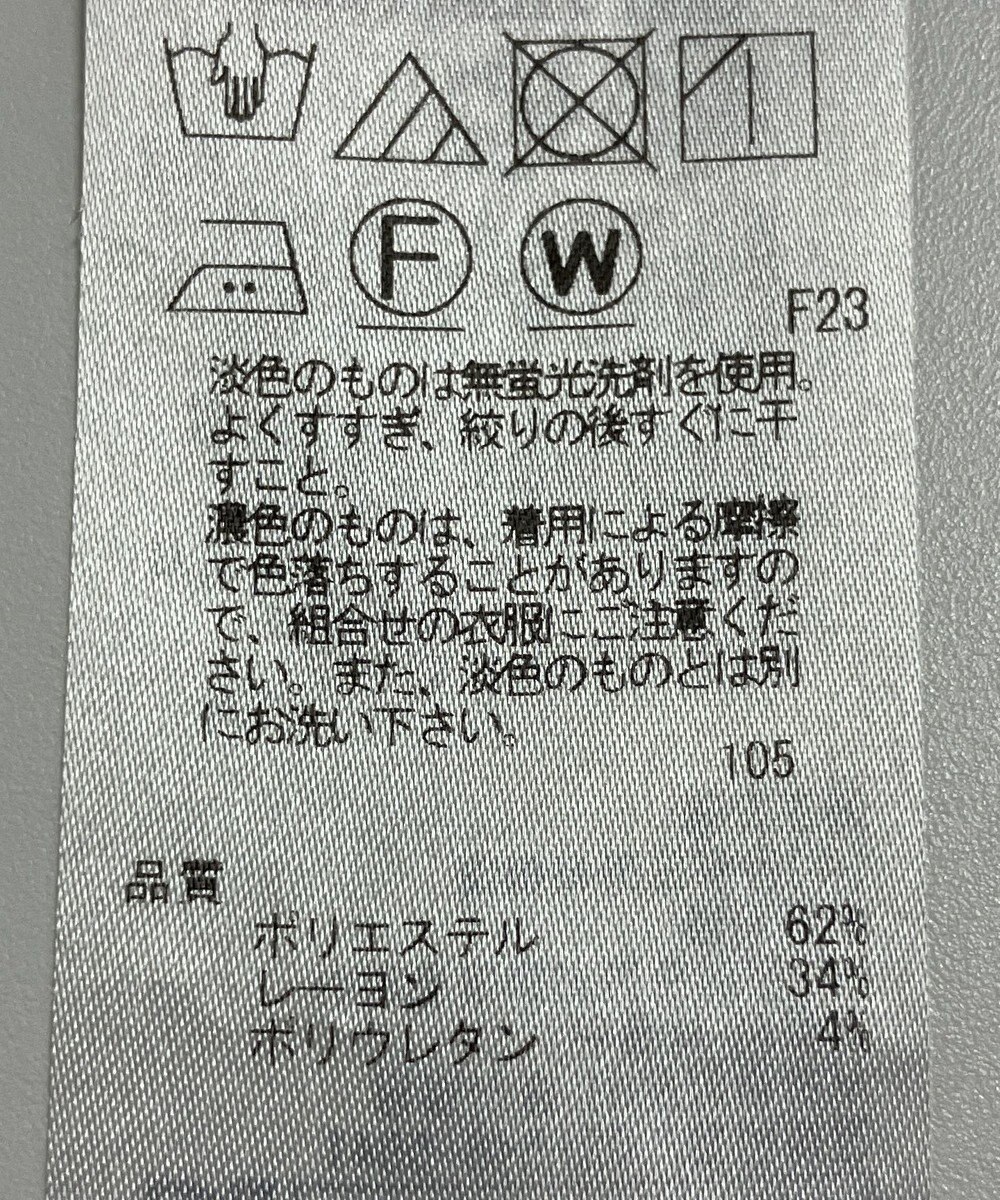 F
W
F23
淡色のものは無蛍光洗剤を使用。
よくすすぎ、絞りの後すぐに干
すこと。
濃色のものは、着用による摩擦
で色落ちすることがありますの
で、組合せの衣服にご注意くだ
さい。また、淡色のものとは別
にお洗い下さい。
105
品質
ポリエステル 62%
レーヨン 34%
ポリウレタン 4%